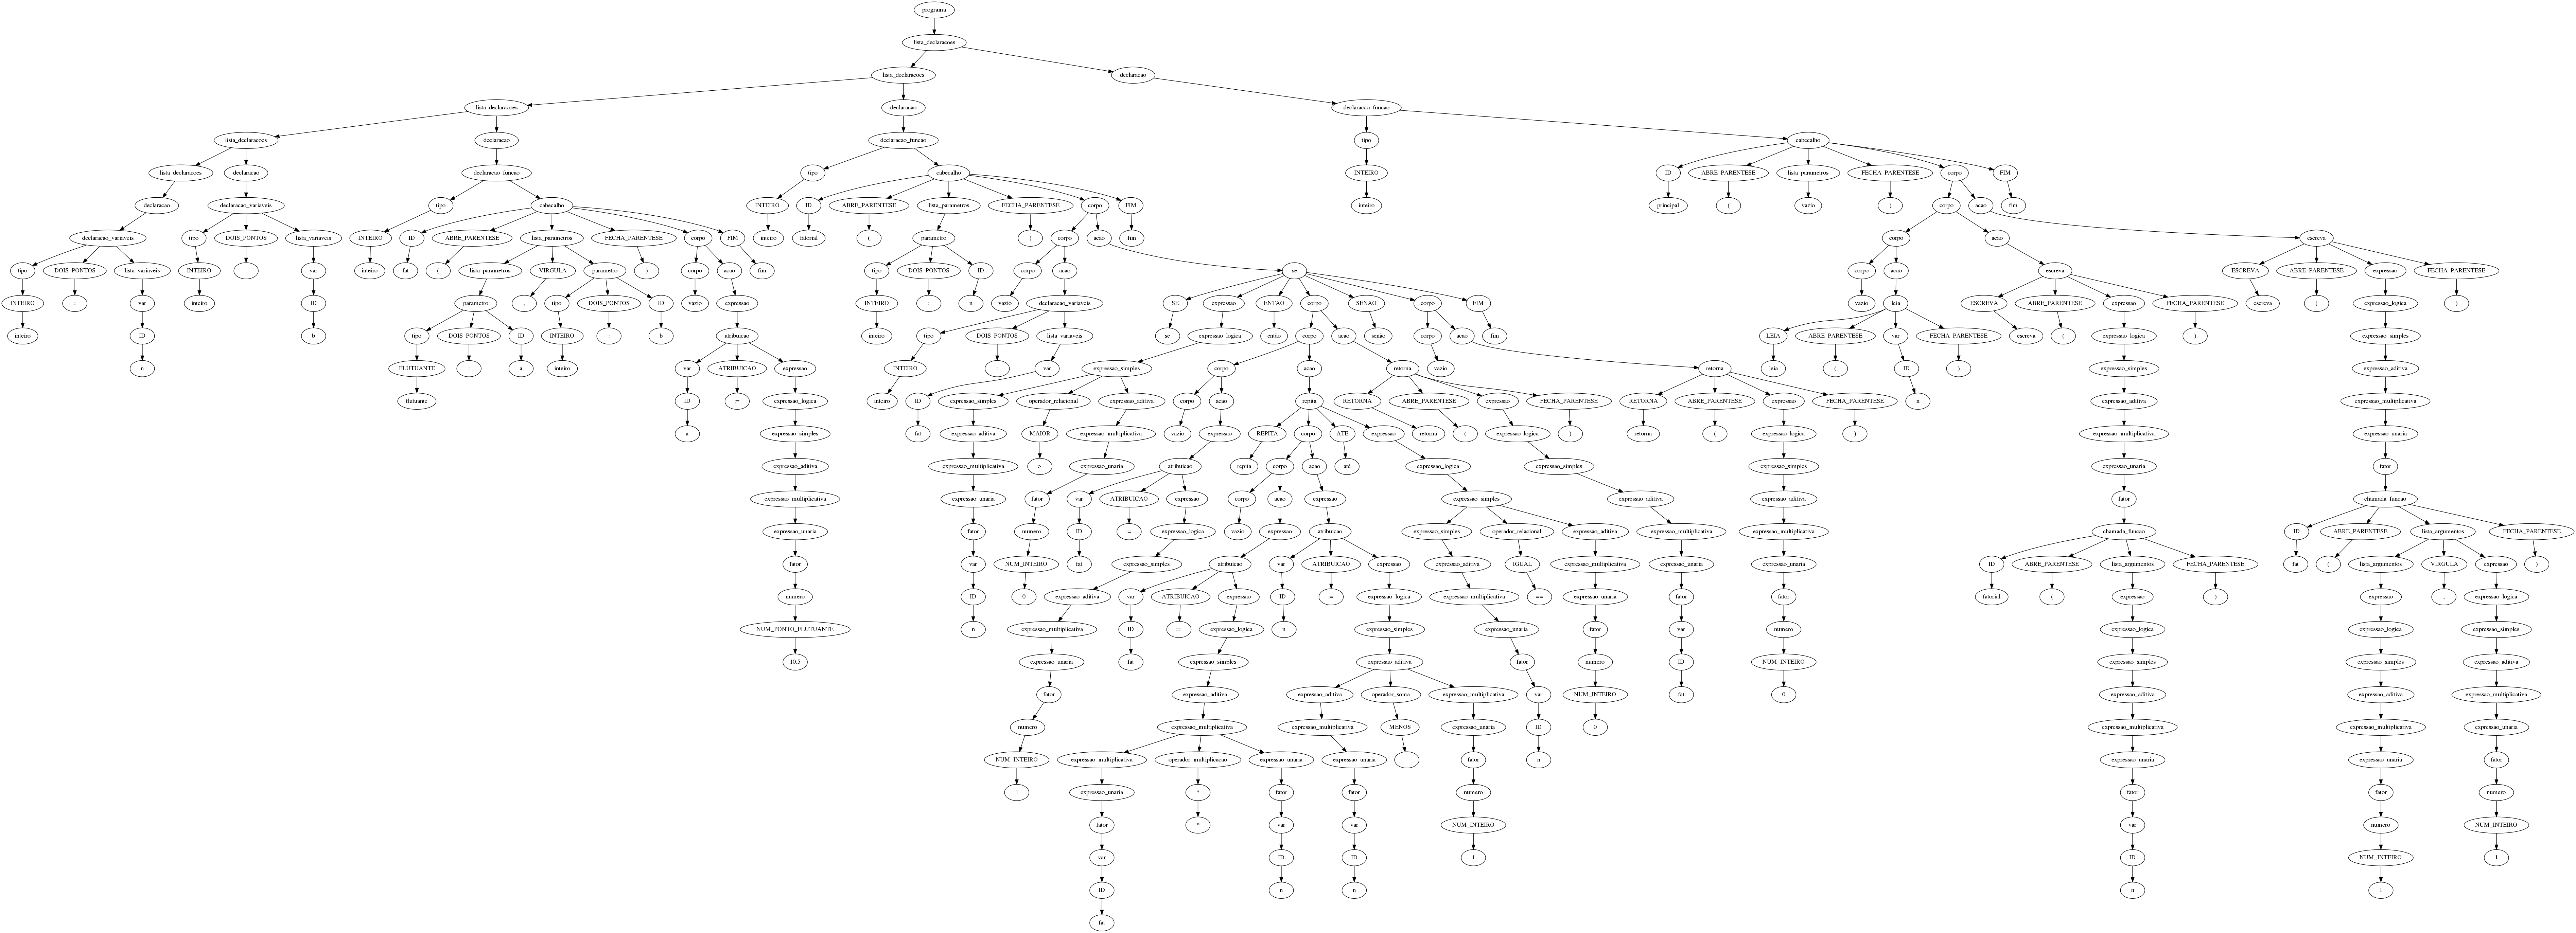 programa
lista_declaracoes
lista_declaracoes declaracao
lista_declaracoes declaracao declaracao_funcao
lista_declaracoes declaracao declaracao_funcao tipo cabecalho
lista_declaracoes declaracao declaracao_funcao tipo cabecalho INTEIRO ID ABRE_PARENTESE lista_parametros FECHA_PARENTESE corpo FIM
declaracao declaracao_variaveis tipo cabecalho INTEIRO ID ABRE_PARENTESE lista_parametros FECHA_PARENTESE corpo FIM inteiro principal ( vazio ) corpo acao fim
declaracao_variaveis tipo DOIS_PONTOS lista_variaveis INTEIRO ID ABRE_PARENTESE lista_parametros FECHA_PARENTESE corpo FIM inteiro fatorial ( parametro ) corpo acao fim corpo acao escreva
tipo DOIS_PONTOS lista_variaveis INTEIRO : var inteiro fat ( lista_parametros VIRGULA parametro ) corpo acao fim tipo DOIS_PONTOS ID corpo acao se corpo acao escreva ESCREVA ABRE_PARENTESE expressao FECHA_PARENTESE
INTEIRO : var inteiro ID parametro , tipo DOIS_PONTOS ID vazio expressao INTEIRO : n vazio declaracao_variaveis SE expressao ENTAO corpo SENAO corpo FIM vazio leia ESCREVA ABRE_PARENTESE expressao FECHA_PARENTESE escreva ( expressao_logica )
inteiro ID b tipo DOIS_PONTOS ID INTEIRO : b atribuicao inteiro tipo DOIS_PONTOS lista_variaveis se expressao_logica então corpo acao senão corpo acao fim LEIA ABRE_PARENTESE var FECHA_PARENTESE escreva ( expressao_logica ) expressao_simples
n FLUTUANTE : a inteiro var ATRIBUICAO expressao INTEIRO : var expressao_simples corpo acao retorna vazio retorna leia ( ID ) expressao_simples expressao_aditiva
flutuante ID := expressao_logica inteiro ID expressao_simples operador_relacional expressao_aditiva corpo acao repita RETORNA ABRE_PARENTESE expressao FECHA_PARENTESE RETORNA ABRE_PARENTESE expressao FECHA_PARENTESE n expressao_aditiva expressao_multiplicativa
a expressao_simples fat expressao_aditiva MAIOR expressao_multiplicativa vazio expressao REPITA corpo ATE expressao retorna ( expressao_logica ) retorna ( expressao_logica ) expressao_multiplicativa expressao_unaria
expressao_aditiva expressao_multiplicativa > expressao_unaria atribuicao repita corpo acao até expressao_logica expressao_simples expressao_simples expressao_unaria fator
expressao_multiplicativa expressao_unaria fator var ATRIBUICAO expressao corpo acao expressao expressao_simples expressao_aditiva expressao_aditiva fator chamada_funcao
expressao_unaria fator numero ID := expressao_logica vazio expressao atribuicao expressao_simples operador_relacional expressao_aditiva expressao_multiplicativa expressao_multiplicativa chamada_funcao ID ABRE_PARENTESE lista_argumentos FECHA_PARENTESE
fator var NUM_INTEIRO fat expressao_simples atribuicao var ATRIBUICAO expressao expressao_aditiva IGUAL expressao_multiplicativa expressao_unaria expressao_unaria ID ABRE_PARENTESE lista_argumentos FECHA_PARENTESE fat ( lista_argumentos VIRGULA expressao )
numero ID 0 expressao_aditiva var ATRIBUICAO expressao ID := expressao_logica expressao_multiplicativa == expressao_unaria fator fator fatorial ( expressao ) expressao , expressao_logica
NUM_PONTO_FLUTUANTE n expressao_multiplicativa ID := expressao_logica n expressao_simples expressao_unaria fator var numero expressao_logica expressao_logica expressao_simples
10.5 expressao_unaria fat expressao_simples expressao_aditiva fator numero ID NUM_INTEIRO expressao_simples expressao_simples expressao_aditiva
fator expressao_aditiva expressao_aditiva operador_soma expressao_multiplicativa var NUM_INTEIRO fat 0 expressao_aditiva expressao_aditiva expressao_multiplicativa
numero expressao_multiplicativa expressao_multiplicativa MENOS expressao_unaria ID 0 expressao_multiplicativa expressao_multiplicativa expressao_unaria
NUM_INTEIRO expressao_multiplicativa operador_multiplicacao expressao_unaria expressao_unaria - fator n expressao_unaria expressao_unaria fator
1 expressao_unaria * fator fator numero fator fator numero
fator * var var NUM_INTEIRO var numero NUM_INTEIRO
var ID ID 1 ID NUM_INTEIRO 1
ID n n n 1
fat